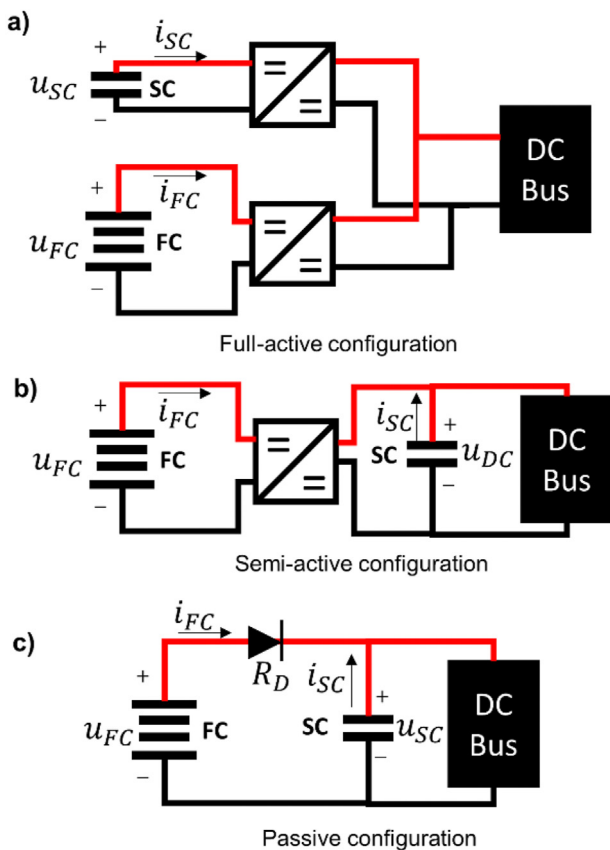 a)
+
i_SC
u_SC
SC
−
+
i_FC
u_FC
FC
−
=
=
=
=
DC
Bus
Full-active configuration
b)
+
i_FC
u_FC
FC
−
=
=
i_SC
SC
+
u_DC
−
DC
Bus
Semi-active configuration
c)
i_FC
R_D
+
u_FC
FC
−
i_SC
SC
+
u_SC
−
DC
Bus
Passive configuration